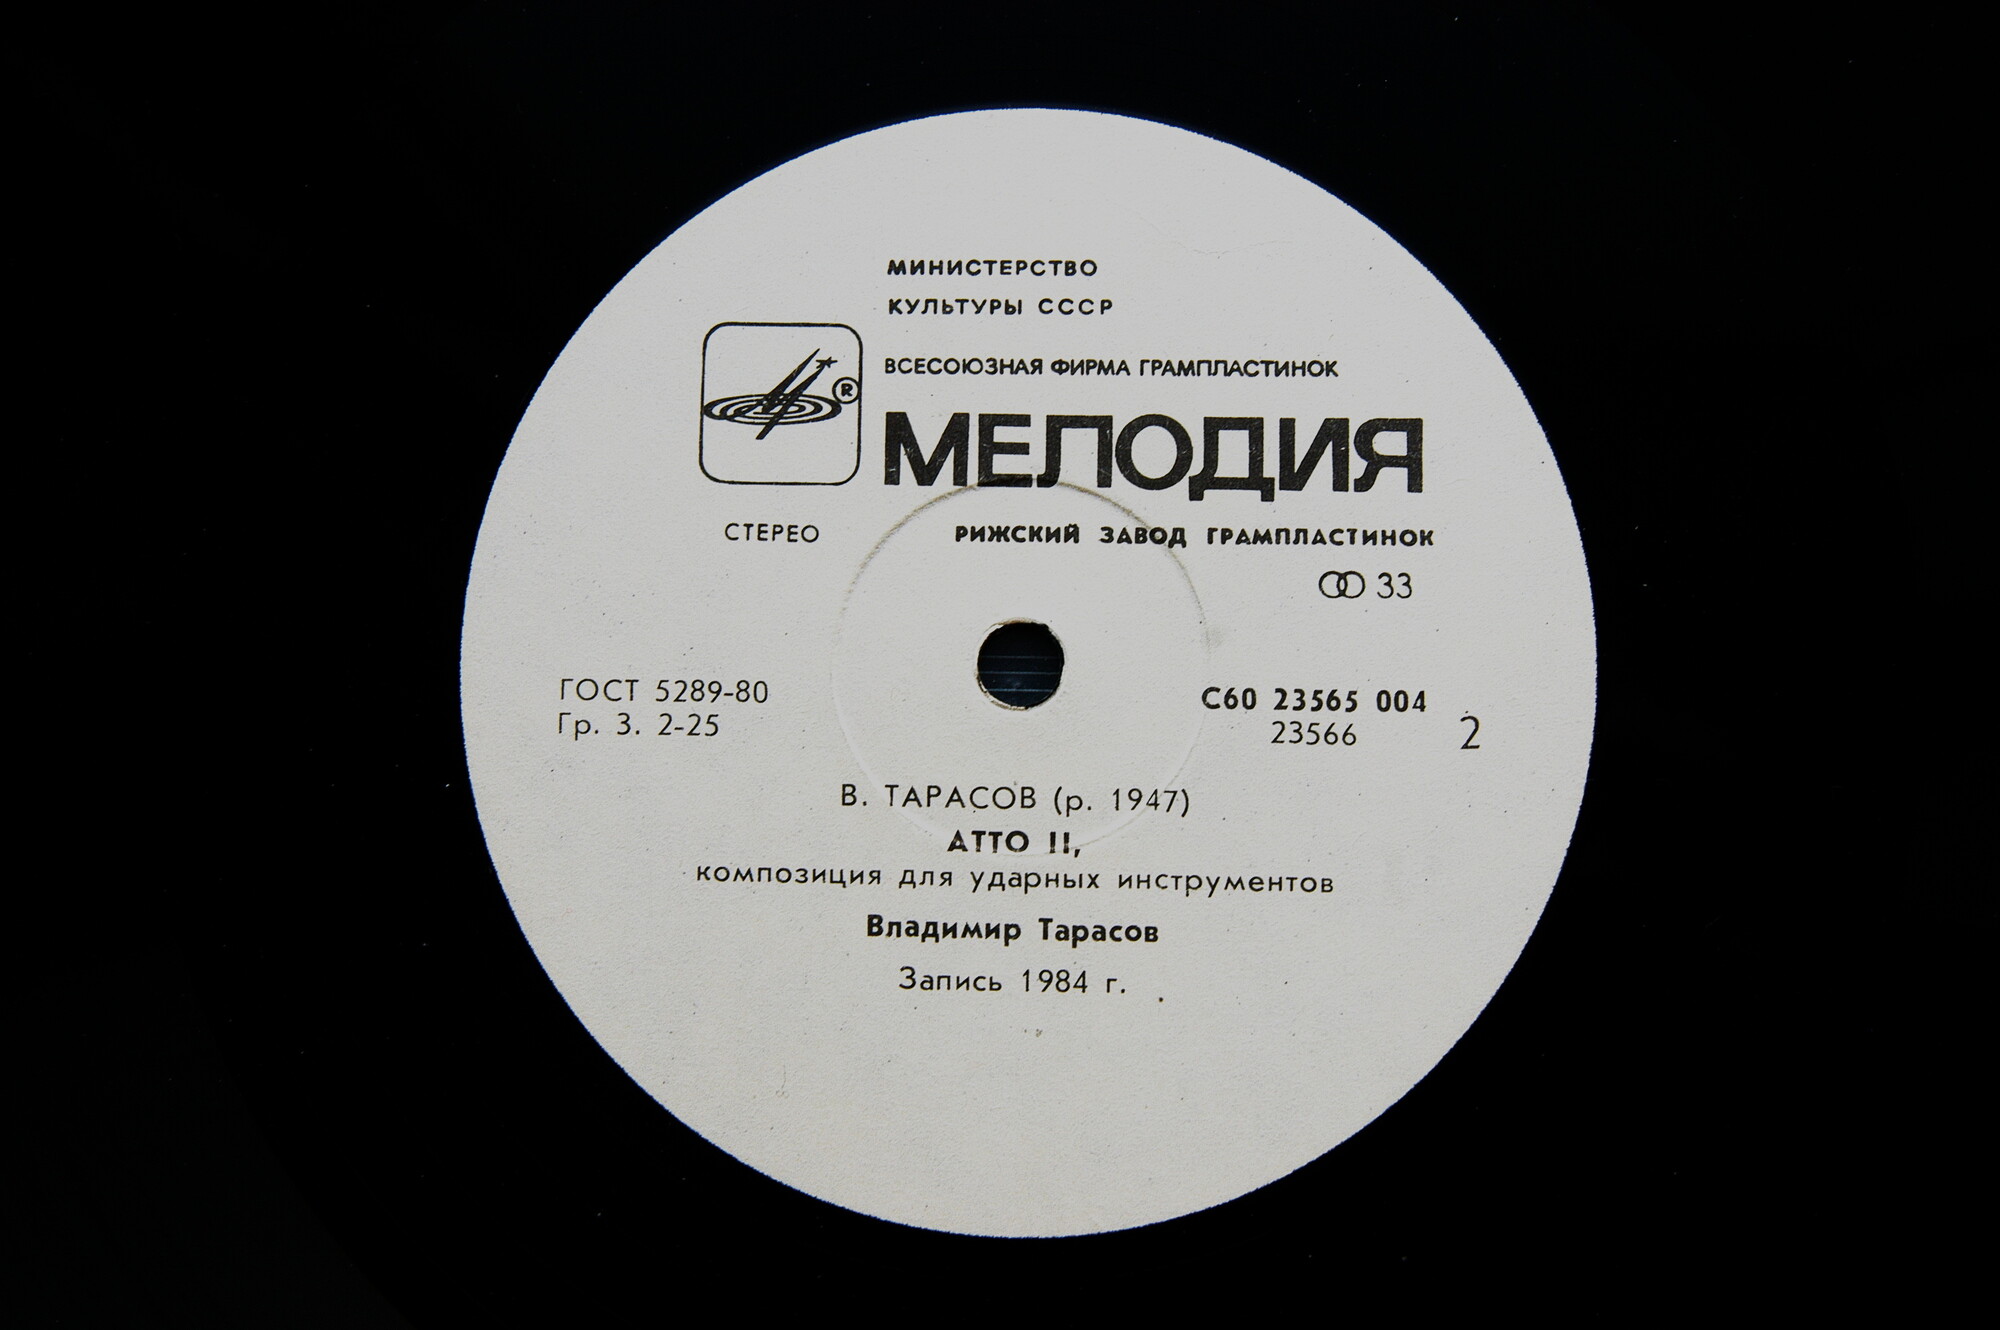 МИНИСТЕРСТВО
КУЛЬТУРЫ СССР
ВСЕСОЮЗНАЯ ФИРМА ГРАМПЛАСТИНОК
®
МЕЛОДИЯ
СТЕРЕО
РИЖСКИЙ ЗАВОД ГРАМПЛАСТИНОК
33
ГОСТ 5289-80
Гр. 3. 2-25
С60 23565 004
23566
2
В. ТАРАСОВ (р. 1947)
АТТО II,
композиция для ударных инструментов
Владимир Тарасов
Запись 1984 г.